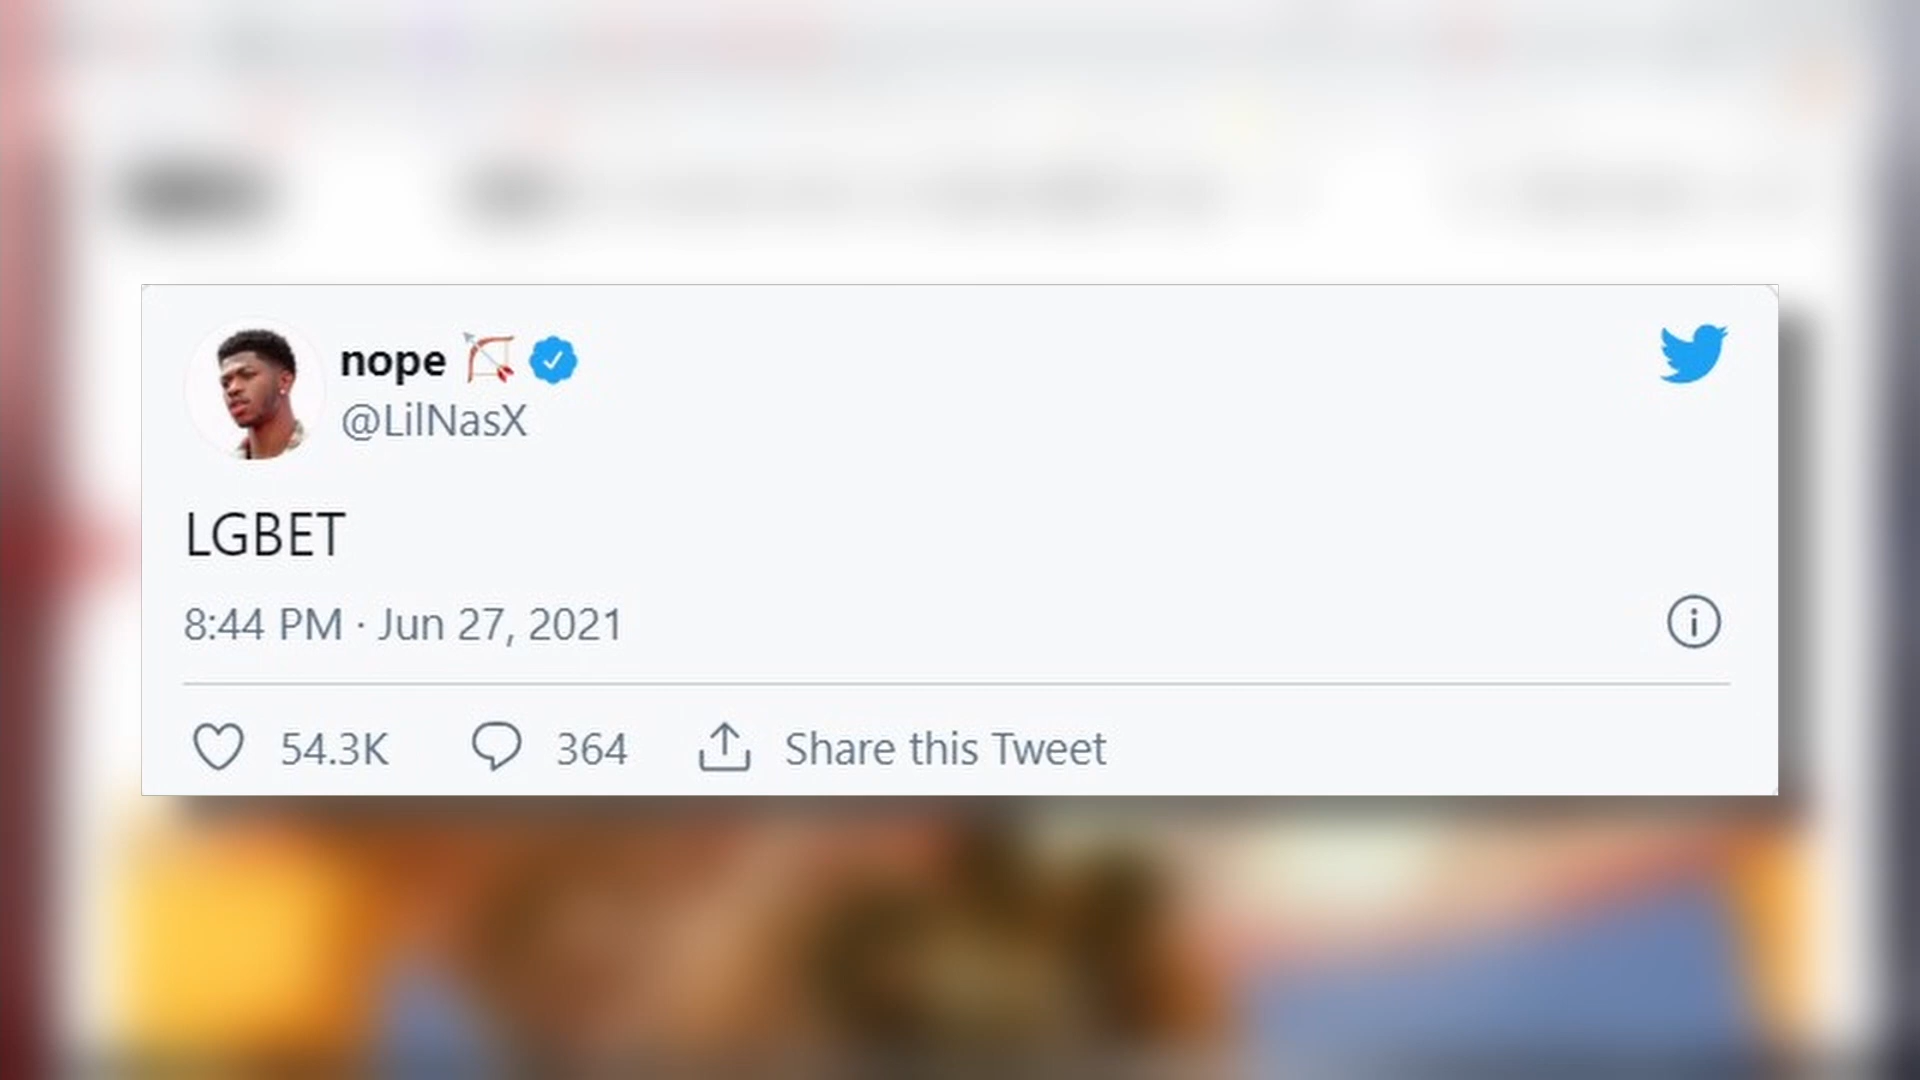 nope
@LilNasX
LGBET
8:44 PM · Jun 27, 2021
54.3K 364 Share this Tweet